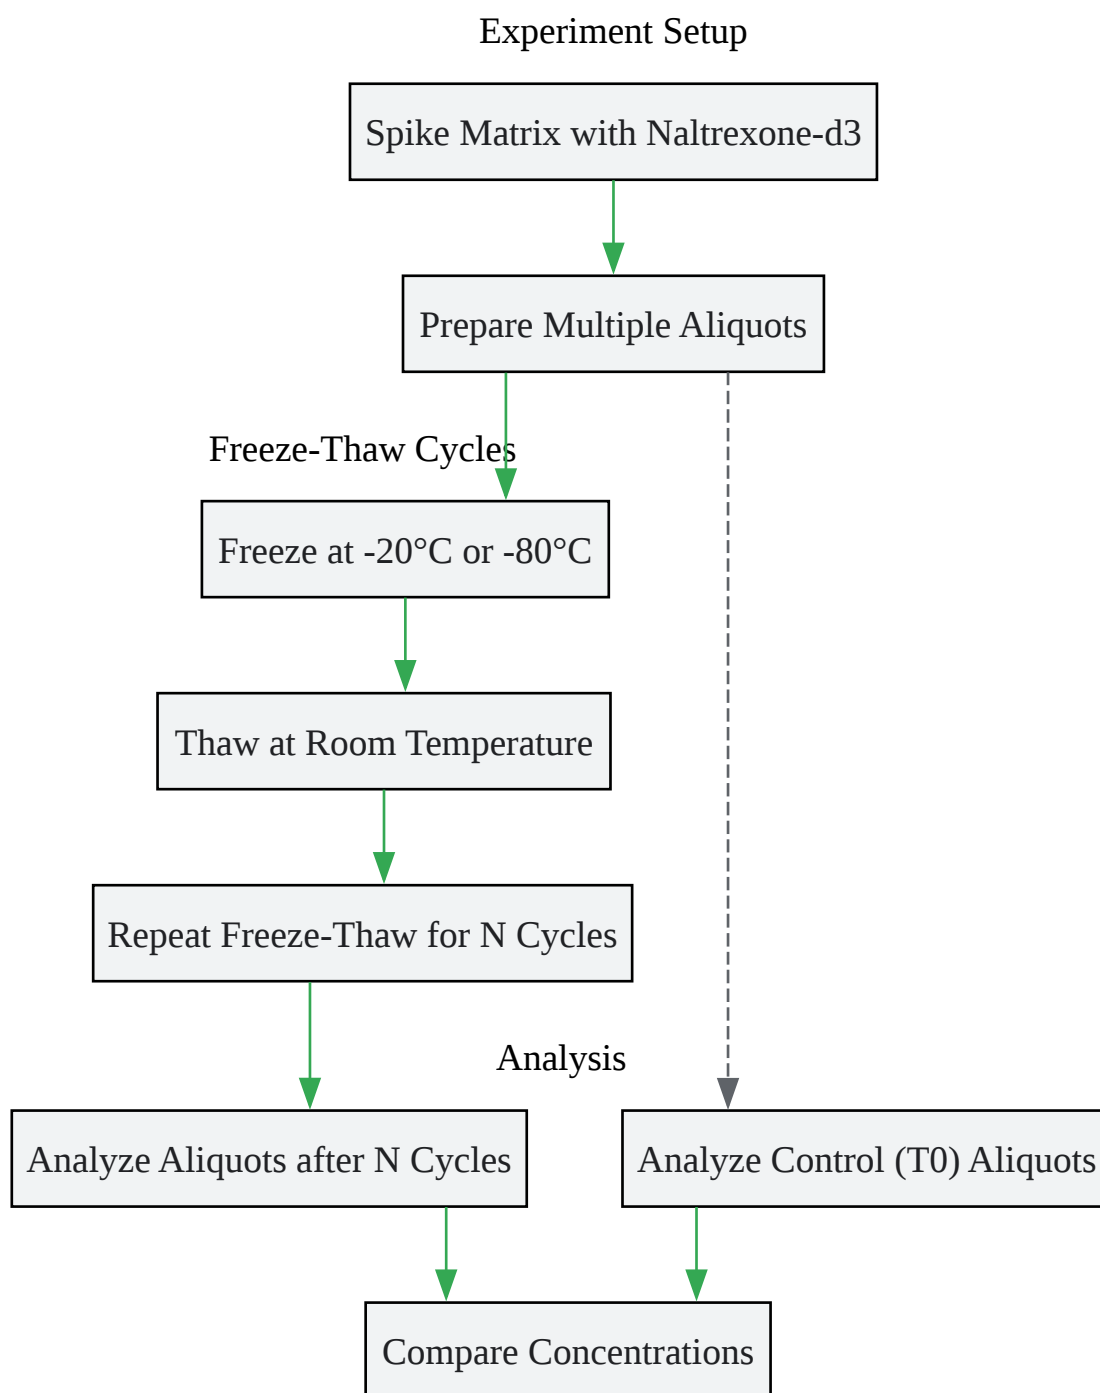 Experiment Setup
Spike Matrix with Naltrexone-d3
Prepare Multiple Aliquots
Freeze-Thaw Cycles
Freeze at -20°C or -80°C
Thaw at Room Temperature
Repeat Freeze-Thaw for N Cycles
Analysis
Analyze Aliquots after N Cycles
Analyze Control (T0) Aliquots
Compare Concentrations